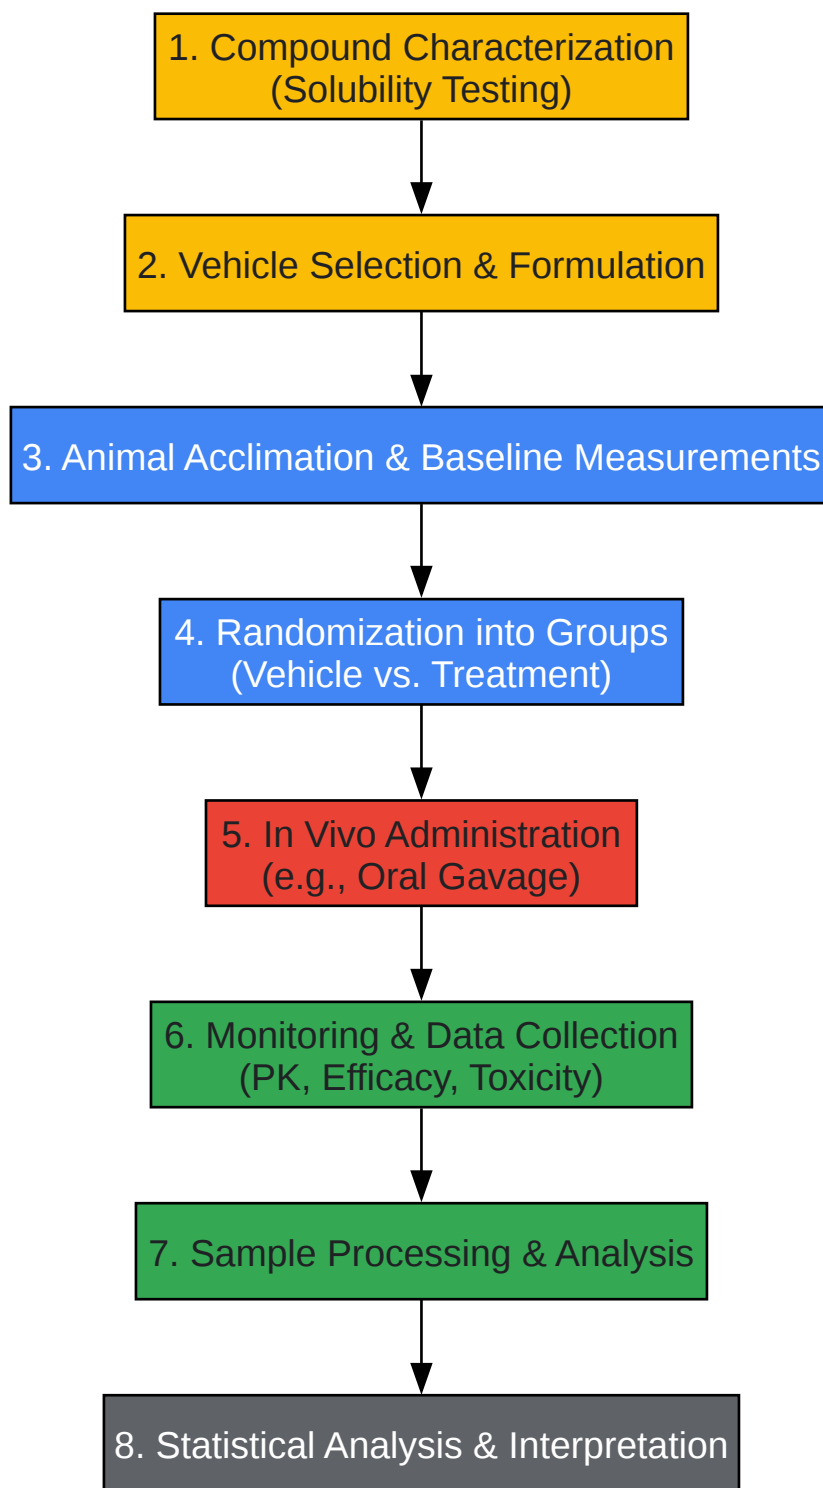 1. Compound Characterization
(Solubility Testing)
2. Vehicle Selection & Formulation
3. Animal Acclimation & Baseline Measurements
4. Randomization into Groups
(Vehicle vs. Treatment)
5. In Vivo Administration
(e.g., Oral Gavage)
6. Monitoring & Data Collection
(PK, Efficacy, Toxicity)
7. Sample Processing & Analysis
8. Statistical Analysis & Interpretation